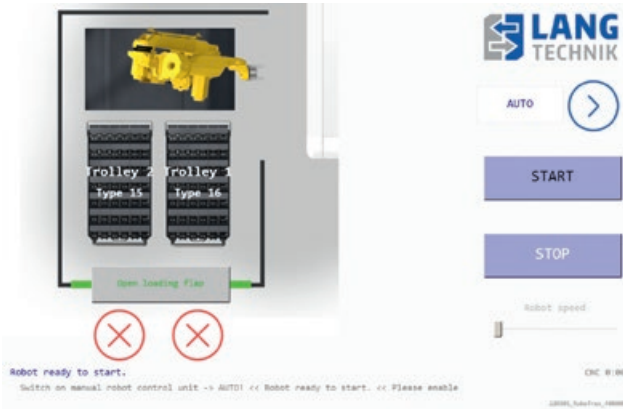 LANG
TECHNIK
AUTO
Trolley 2 Trolley 1
Type 15 Type 16
START
STOP
Open loading flap
Robot speed
Robot ready to start.
CNC
Switch on manual robot control unit -> AUTO! << Robot ready to start. << Please enable